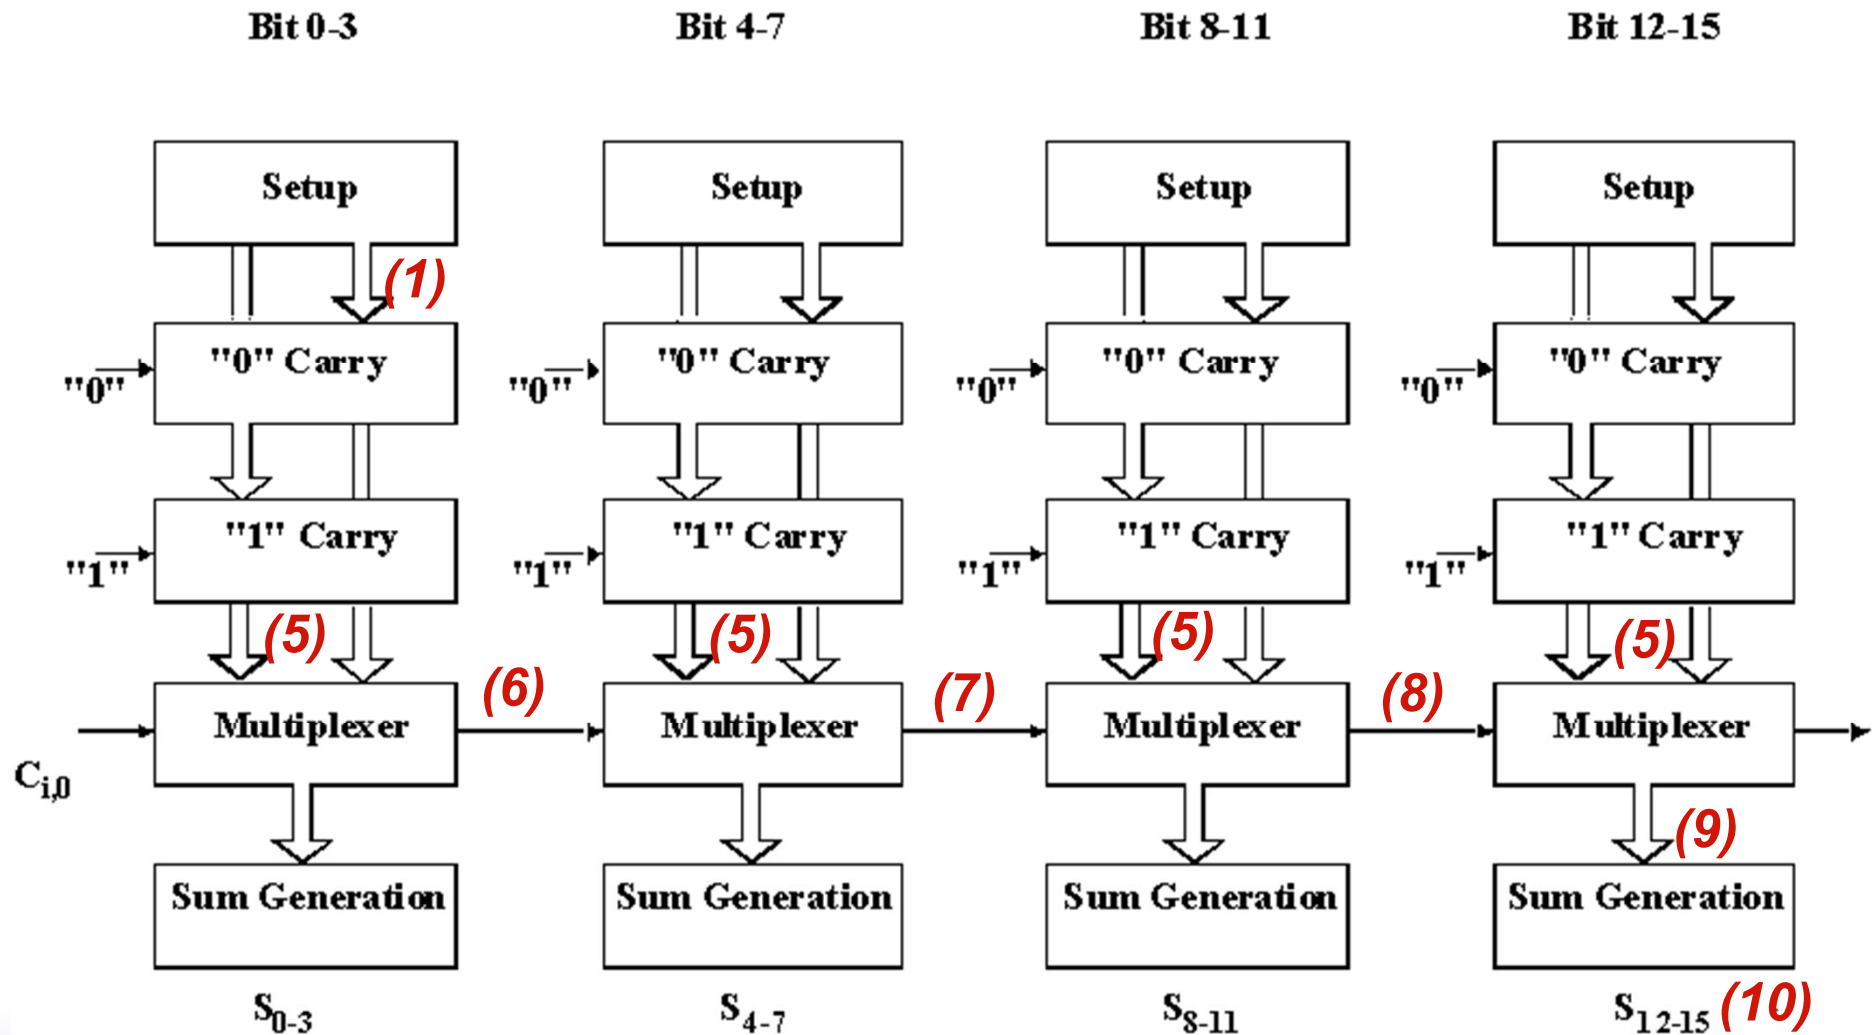 Bit 0-3 Bit 4-7 Bit 8-11 Bit 12-15
Setup Setup Setup Setup
(1)
"0" "0" Carry "0" "0" Carry "0" "0" Carry "0" "0" Carry
"1" "1" Carry "1" "1" Carry "1" "1" Carry "1" "1" Carry
(5) (5) (5) (5)
(6) (7) (8)
Multiplexer Multiplexer Multiplexer Multiplexer
Ci,0
(9)
Sum Generation Sum Generation Sum Generation Sum Generation
S0-3 S4-7 S8-11 S12-15 (10)